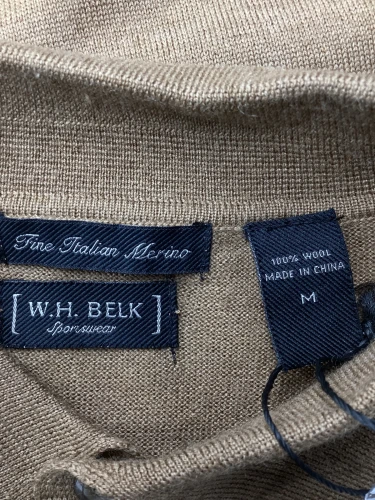 Fine Italian Merino
[W.H. BELK]
Sportswear
100% WOOL
MADE IN CHINA
M